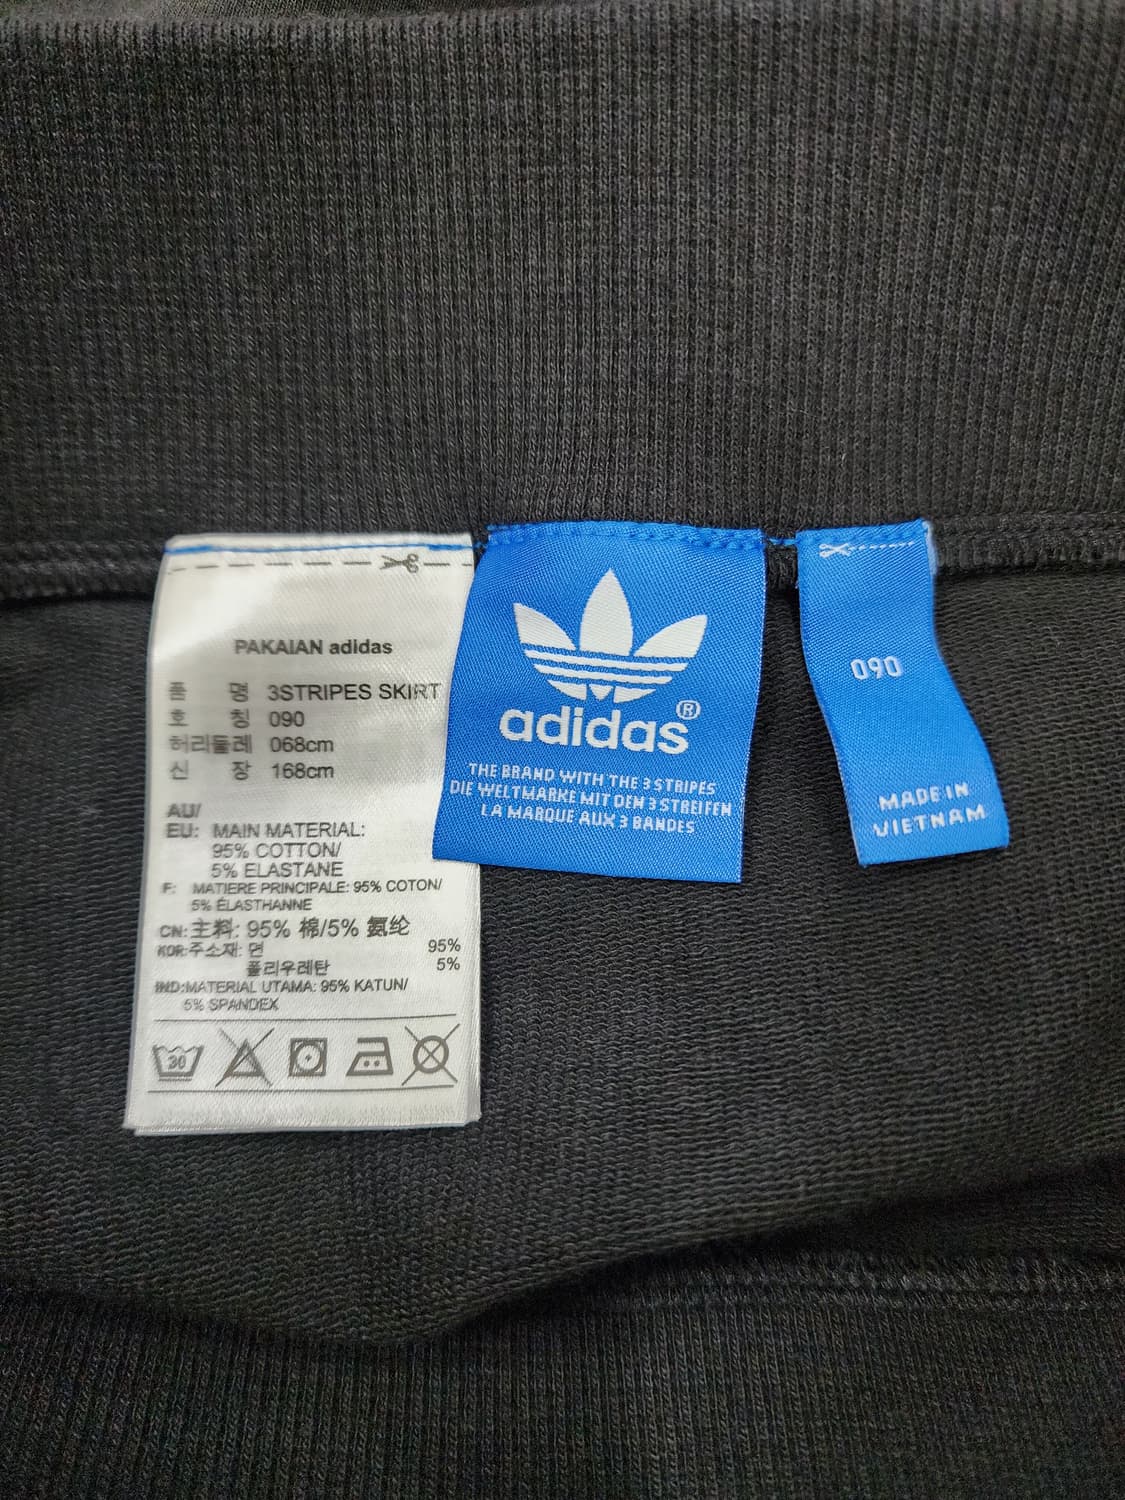 PAKAIAN adidas
품 명 3STRIPES SKIRT
호 칭 090
허리둘레 068cm
신 장 168cm
AU/
EU: MAIN MATERIAL:
95% COTTON/
5% ELASTANE
F: MATIERE PRINCIPALE: 95% COTON/
5% ÉLASTHANNE
CN: 主料: 95% 棉/5% 氨纶
KOR: 주소재: 면 95%
폴리우레탄 5%
IND: MATERIAL UTAMA: 95% KATUN/
5% SPANDEX
30
adidas®
THE BRAND WITH THE 3 STRIPES
DIE WELTMARKE MIT DEN 3 STREIFEN
LA MARQUE AUX 3 BANDES
090
MADE IN
VIETNAM